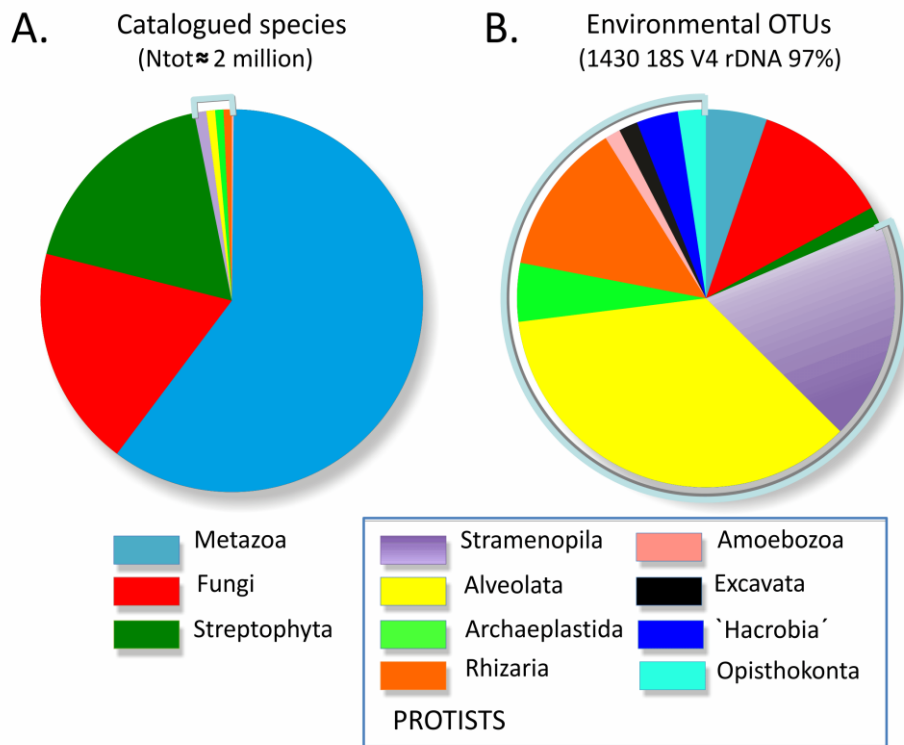 A.
Catalogued species
(Ntot≈ 2 million)
B.
Environmental OTUs
(1430 18S V4 rDNA 97%)
Metazoa
Fungi
Streptophyta
Stramenopila
Alveolata
Archaeplastida
Rhizaria
Amoebozoa
Excavata
`Hacrobia´
Opisthokonta
PROTISTS